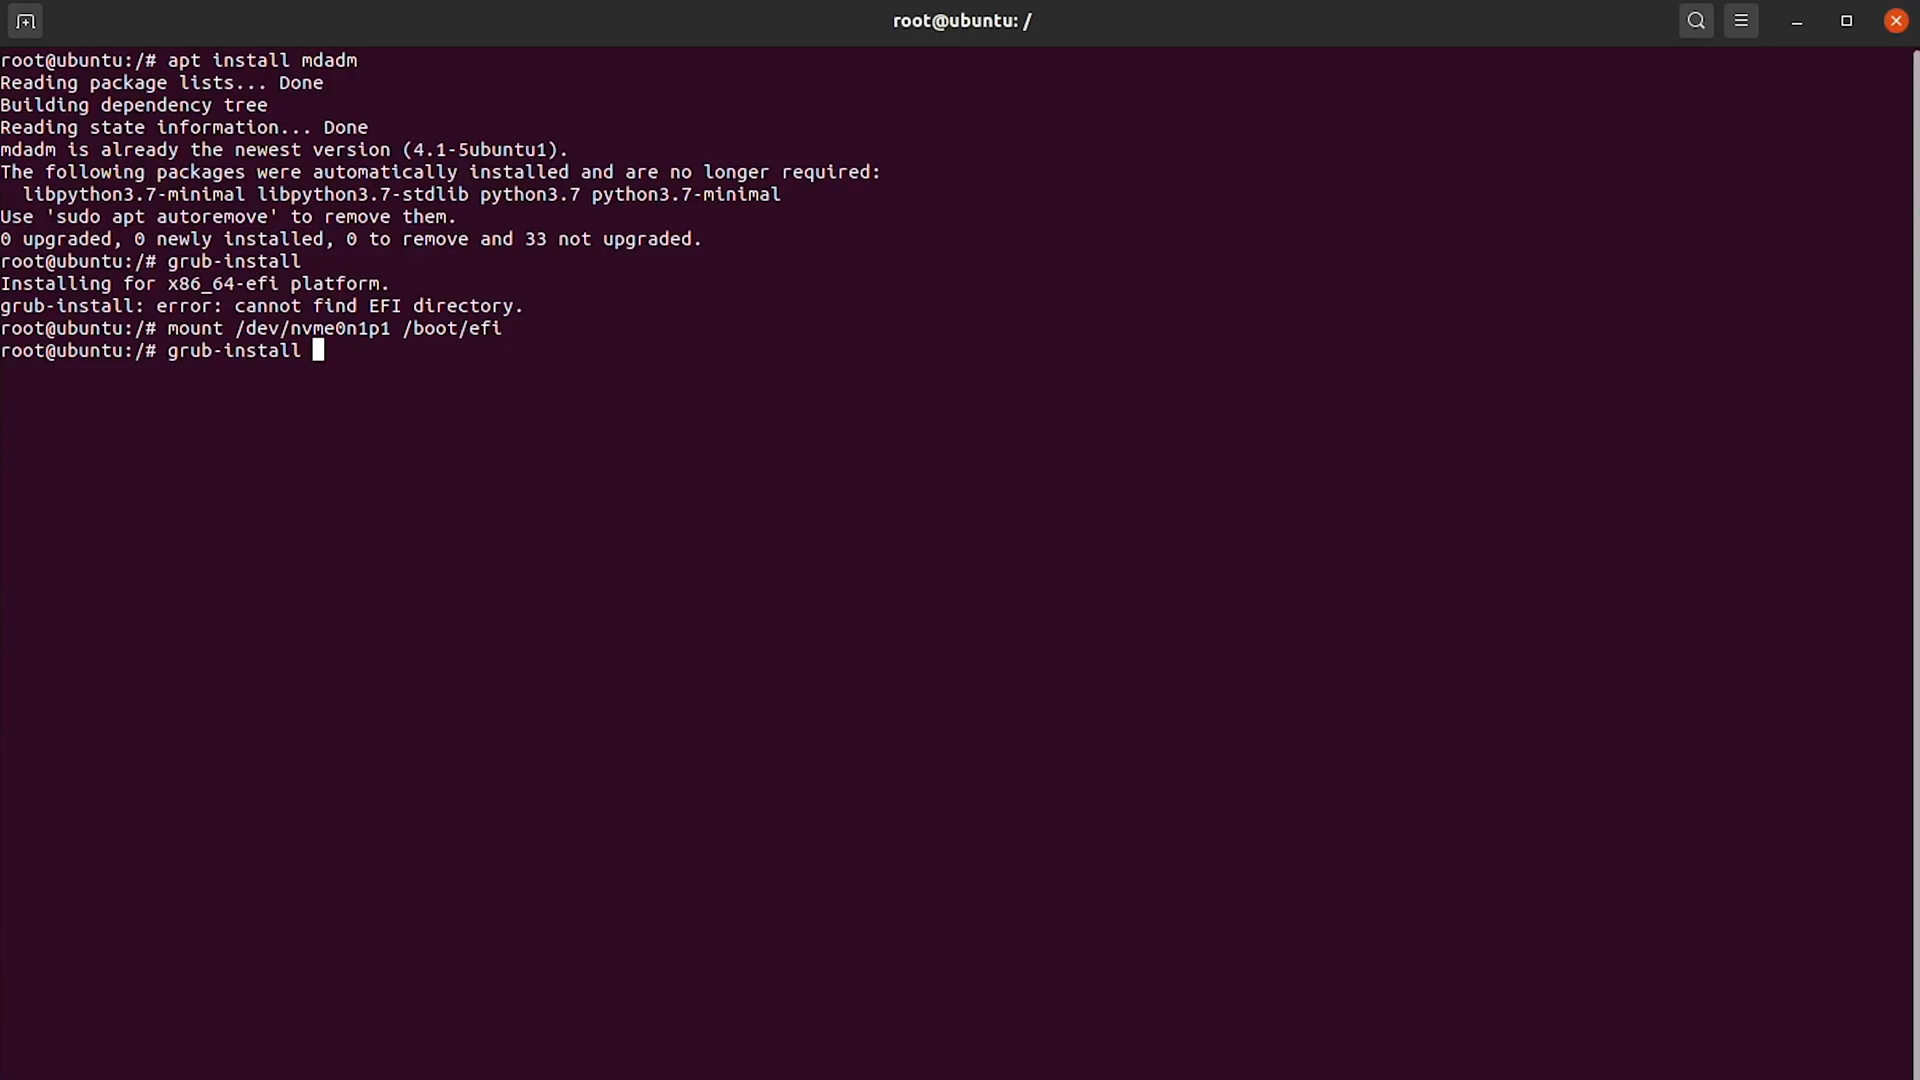 root@ubuntu: /
root@ubuntu:/# apt install mdadm
Reading package lists... Done
Building dependency tree
Reading state information... Done
mdadm is already the newest version (4.1-5ubuntu1).
The following packages were automatically installed and are no longer required:
  libpython3.7-minimal libpython3.7-stdlib python3.7 python3.7-minimal
Use 'sudo apt autoremove' to remove them.
0 upgraded, 0 newly installed, 0 to remove and 33 not upgraded.
root@ubuntu:/# grub-install
Installing for x86_64-efi platform.
grub-install: error: cannot find EFI directory.
root@ubuntu:/# mount /dev/nvme0n1p1 /boot/efi
root@ubuntu:/# grub-install